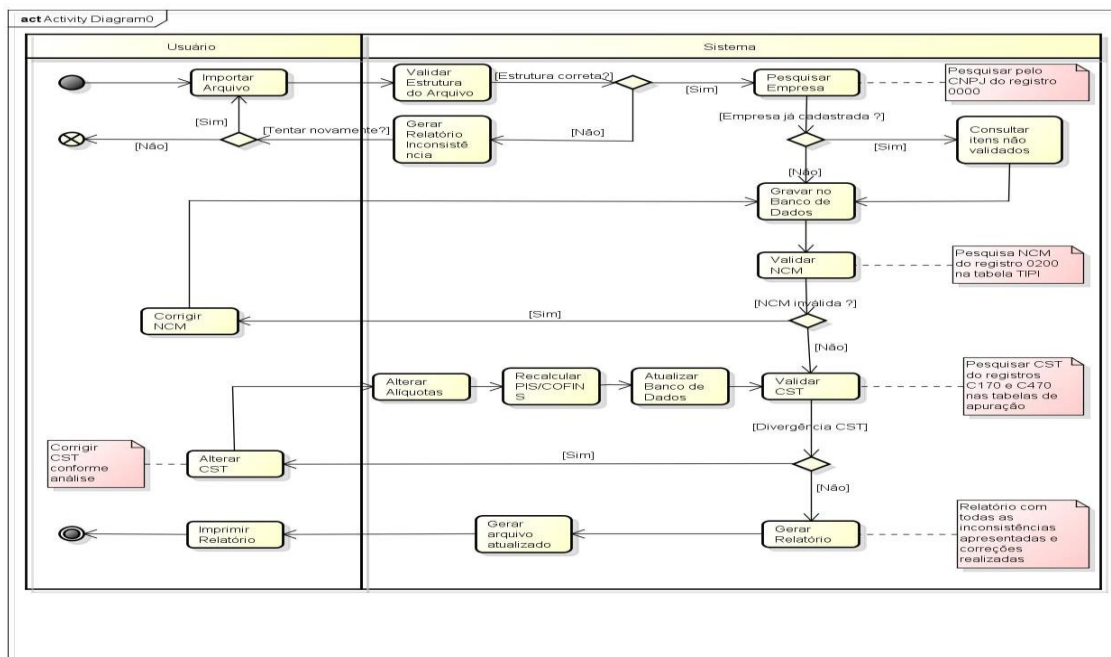 act Activity Diagram0
Usuário
Sistema
Importar
Arquivo
Validar
Estrutura
do Arquivo
[Estrutura correta?]
[Sim]
Pesquisar
Empresa
Pesquisar pelo
CNPJ do registro
0000
[Sim]
[Tentar novamente?]
[Não]
Gerar
Relatório
Inconsistê
ncia
[Não]
[Empresa já cadastrada ?]
[Sim]
Consultar
itens não
validados
[Não]
Gravar no
Banco de
Dados
Validar
NCM
Pesquisa NCM
do registro 0200
na tabela TIPI
[NCM inválida ?]
[Sim]
Corrigir
NCM
[Não]
Alterar
Alíquotas
Recalcular
PIS/COFIN
S
Atualizar
Banco de
Dados
Validar
CST
Pesquisar CST
do registros
C170 e C470
nas tabelas de
apuração
[Divergência CST]
[Sim]
Corrigir
CST
conforme
análise
Alterar
CST
[Não]
Imprimir
Relatório
Gerar
arquivo
atualizado
Gerar
Relatório
Relatório com
todas as
inconsistências
apresentadas e
correções
realizadas